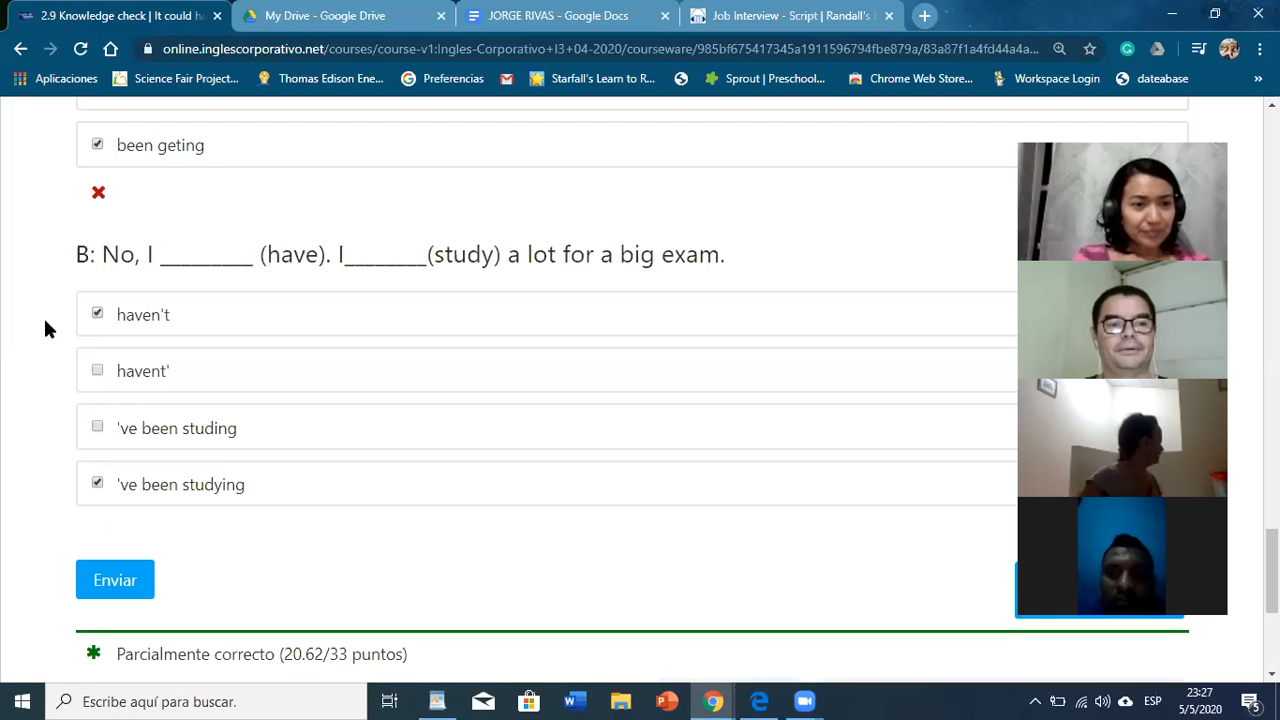 2.9 Knowledge check | It could ha
My Drive - Google Drive
JORGE RIVAS - Google Docs
Job Interview - Script | Randall's
online.inglescorporativo.net/courses/course-v1:Ingles-Corporativo+I3+04-2020/courseware/985bf675417345a1911596794fbe879a/83a87f1a4fd44a4a...
Aplicaciones
Science Fair Project...
Thomas Edison Ene...
Preferencias
Starfall's Learn to R...
Sprout | Preschool...
Chrome Web Store...
Workspace Login
dateabase
»
been geting
B: No, I _________ (have). I________(study) a lot for a big exam.
haven't
havent'
've been studing
've been studying
Enviar
Parcialmente correcto (20.62/33 puntos)
Escribe aquí para buscar.
ESP
23:27
5/5/2020
5